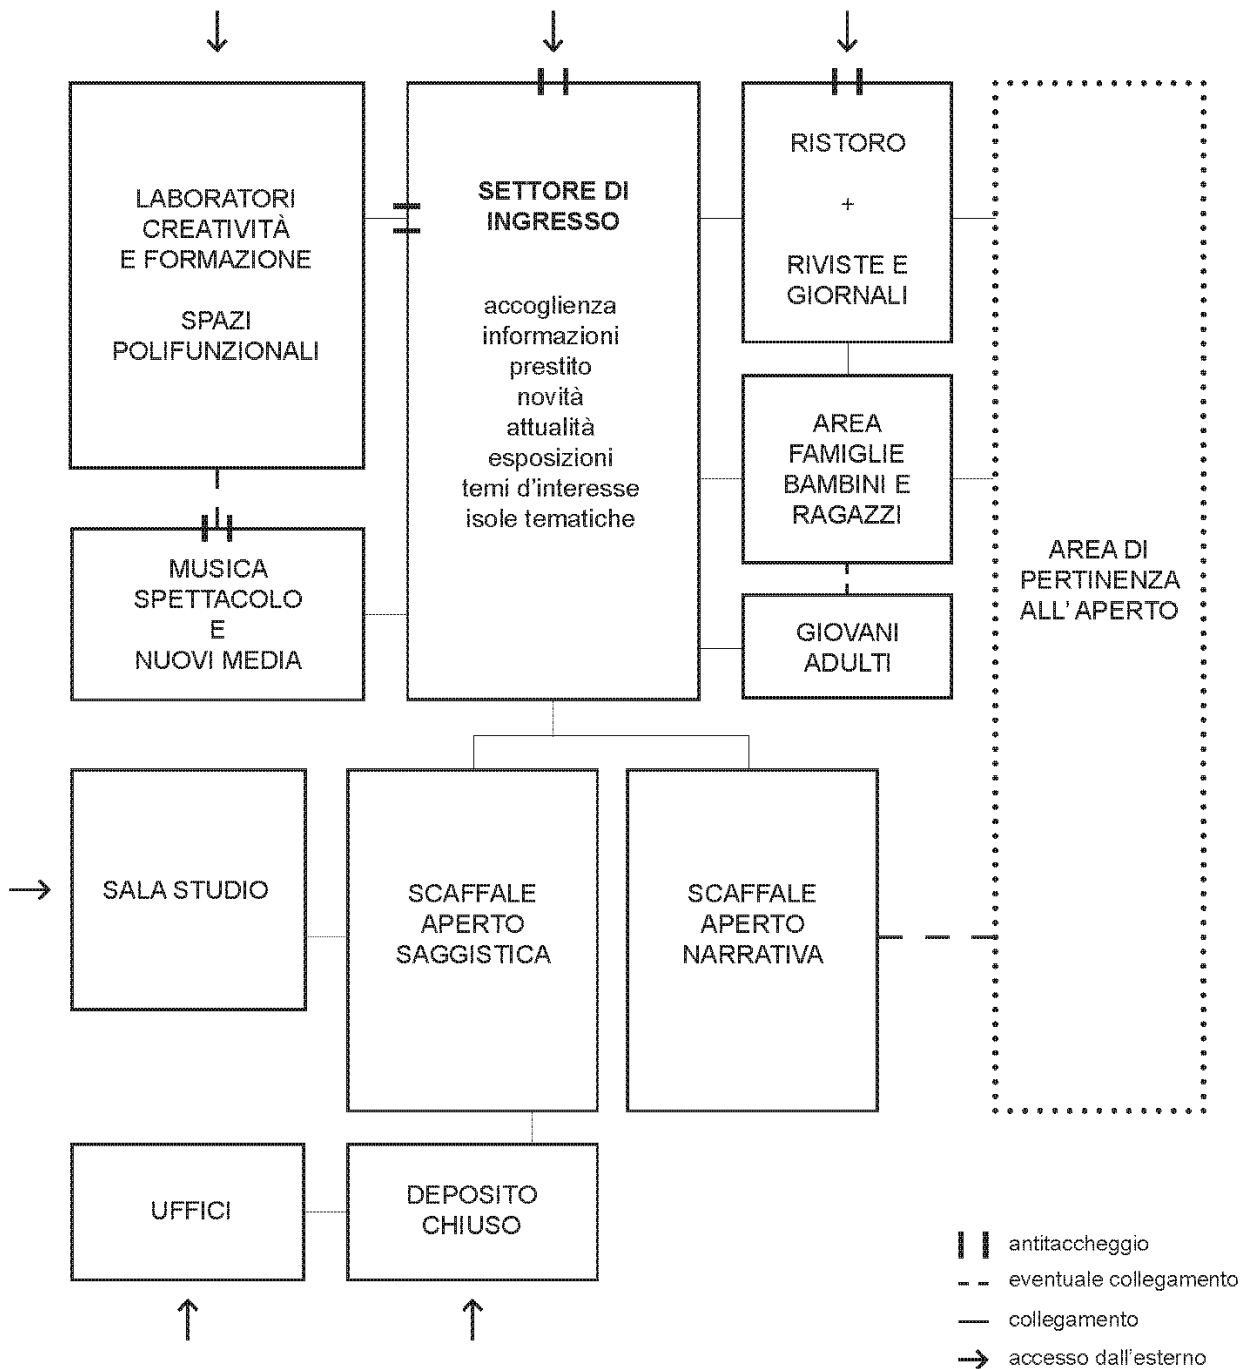 LABORATORI
CREATIVITÀ
E FORMAZIONE
SPAZI
POLIFUNZIONALI
SETTORE DI
INGRESSO
accoglienza
informazioni
prestito
novità
attualità
esposizioni
temi d'interesse
isole tematiche
RISTORO
+
RIVISTE E
GIORNALI
AREA
FAMIGLIE
BAMBINI E
RAGAZZI
MUSICA
SPETTACOLO
E
NUOVI MEDIA
GIOVANI
ADULTI
AREA DI
PERTINENZA
ALL' APERTO
SALA STUDIO
SCAFFALE
APERTO
SAGGISTICA
SCAFFALE
APERTO
NARRATIVA
UFFICI
DEPOSITO
CHIUSO
antitaccheggio
eventuale collegamento
collegamento
accesso dall'esterno